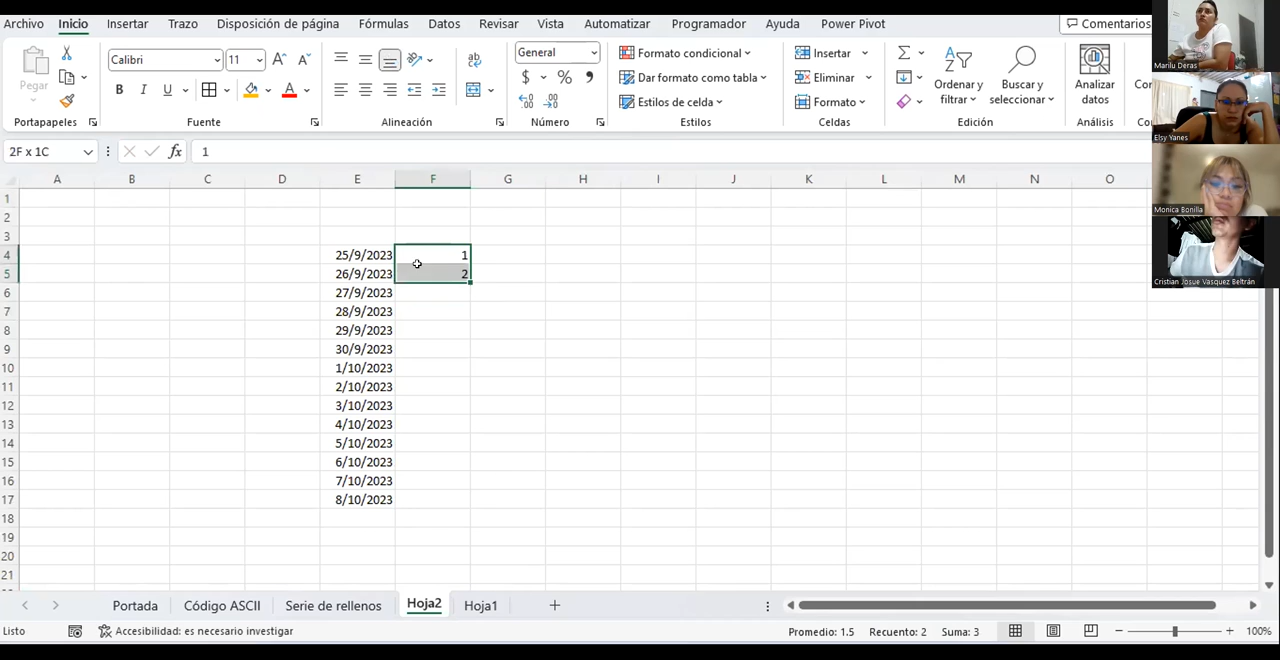 Archivo Inicio Insertar Trazo Disposición de página Fórmulas Datos Revisar Vista Automatizar Programador Ayuda Power Pivot Comentarios
Pegar
Portapapeles
Calibri 11
N K S
Fuente
Alineación
General
$ % 9
Número
Formato condicional
Dar formato como tabla
Estilos de celda
Estilos
Insertar
Eliminar
Formato
Celdas
Ordenar y filtrar
Buscar y seleccionar
Edición
Analizar datos
Análisis
Marilu Deras
Elsy Yanes
Monica Bonilla
Cristian Josue Vasquez Beltrán
2F x 1C fx 1
A B C D E F G H I J K L M N O
1
2
3
4 25/9/2023 1
5 26/9/2023 2
6 27/9/2023
7 28/9/2023
8 29/9/2023
9 30/9/2023
10 1/10/2023
11 2/10/2023
12 3/10/2023
13 4/10/2023
14 5/10/2023
15 6/10/2023
16 7/10/2023
17 8/10/2023
18
19
20
21
Portada Código ASCII Serie de rellenos Hoja2 Hoja1
Listo Accesibilidad: es necesario investigar Promedio: 1.5 Recuento: 2 Suma: 3 100%